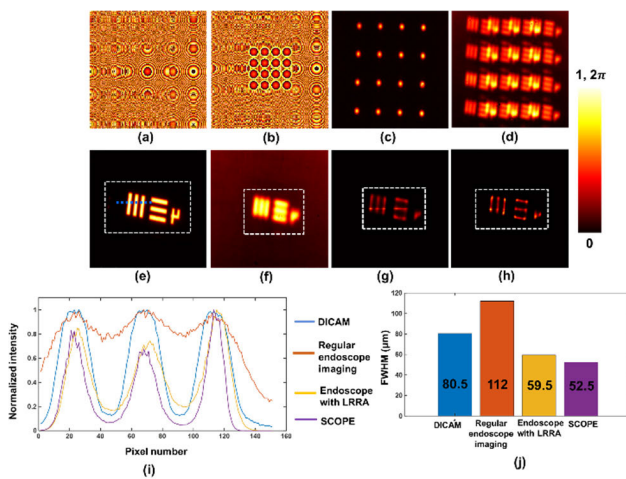 (a)
(b)
(c)
(d)
1, 2π
0
(e)
(f)
(g)
(h)
Normalized intensity
1
0.8
0.6
0.4
0.2
0
0 20 40 60 80 100 120 140 160
Pixel number
(i)
DICAM
Regular
endoscope
imaging
Endoscope
with LRRA
SCOPE
FWHM (μm)
120
100
80
60
40
20
0
80.5
112
59.5
52.5
DICAM
Regular
endoscope
imaging
Endoscope
with LRRA
SCOPE
(j)